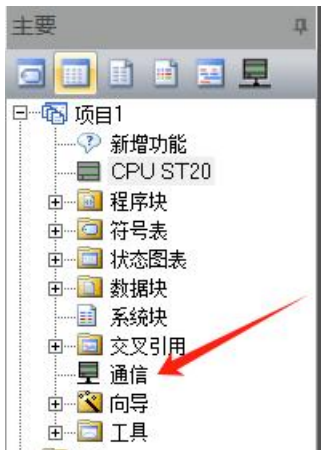 主要
项目1
新增功能
CPU ST20
程序块
符号表
状态图表
数据块
系统块
交叉引用
通信
向导
工具